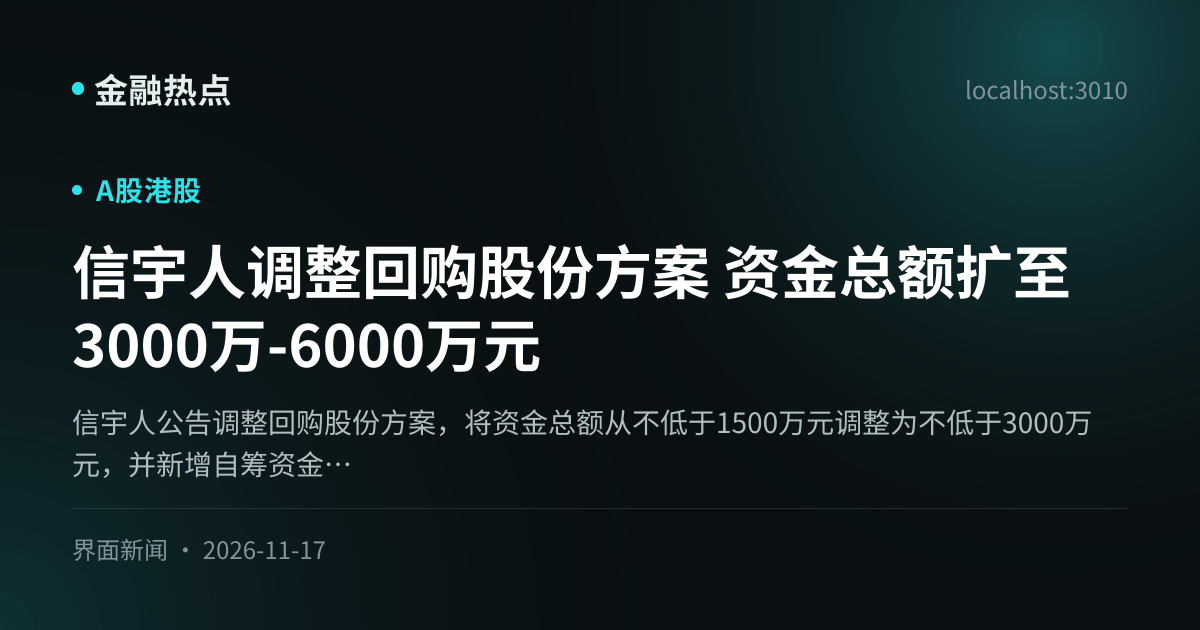 金融热点
localhost:3010
A股港股
信宇人调整回购股份方案 资金总额扩至
3000万-6000万元
信宇人公告调整回购股份方案，将资金总额从不低于1500万元调整为不低于3000万
元，并新增自筹资金…
界面新闻 • 2026-11-17